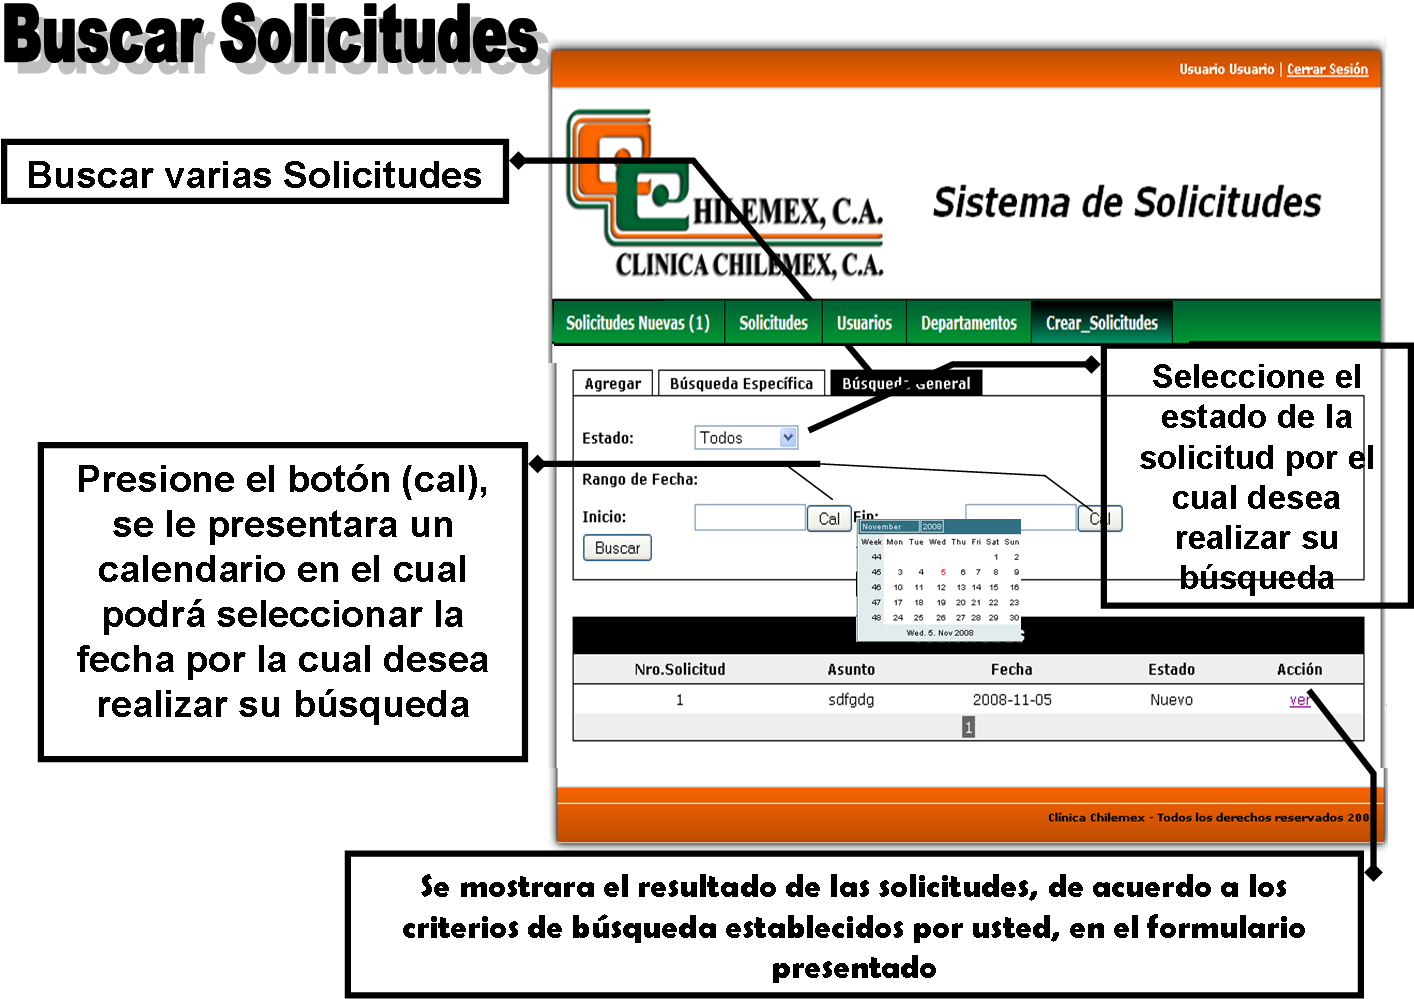 Buscar Solicitudes
Usuario Usuario | Cerrar Sesión
Buscar varias Solicitudes
HILEMEX, C.A.
CLINICA CHILEMEX, C.A.
Sistema de Solicitudes
Solicitudes Nuevas (1) Solicitudes Usuarios Departamentos Crear_Solicitudes
Agregar Búsqueda Específica Búsqueda General
Estado: Todos
Rango de Fecha:
Inicio: Cal Fin: Cal
Buscar
November 2008
Week Mon Tue Wed Thu Fri Sat Sun
44 1 2
45 3 4 5 6 7 8 9
46 10 11 12 13 14 15 16
47 17 18 19 20 21 22 23
48 24 25 26 27 28 29 30
Wed. 5. Nov 2008
Seleccione el
estado de la
solicitud por el
cual desea
realizar su
búsqueda
Presione el botón (cal),
se le presentara un
calendario en el cual
podrá seleccionar la
fecha por la cual desea
realizar su búsqueda
Nro.Solicitud Asunto Fecha Estado Acción
1 sdfgdg 2008-11-05 Nuevo ver
1
Clínica Chilemex - Todos los derechos reservados 200
Se mostrara el resultado de las solicitudes, de acuerdo a los
criterios de búsqueda establecidos por usted, en el formulario
presentado